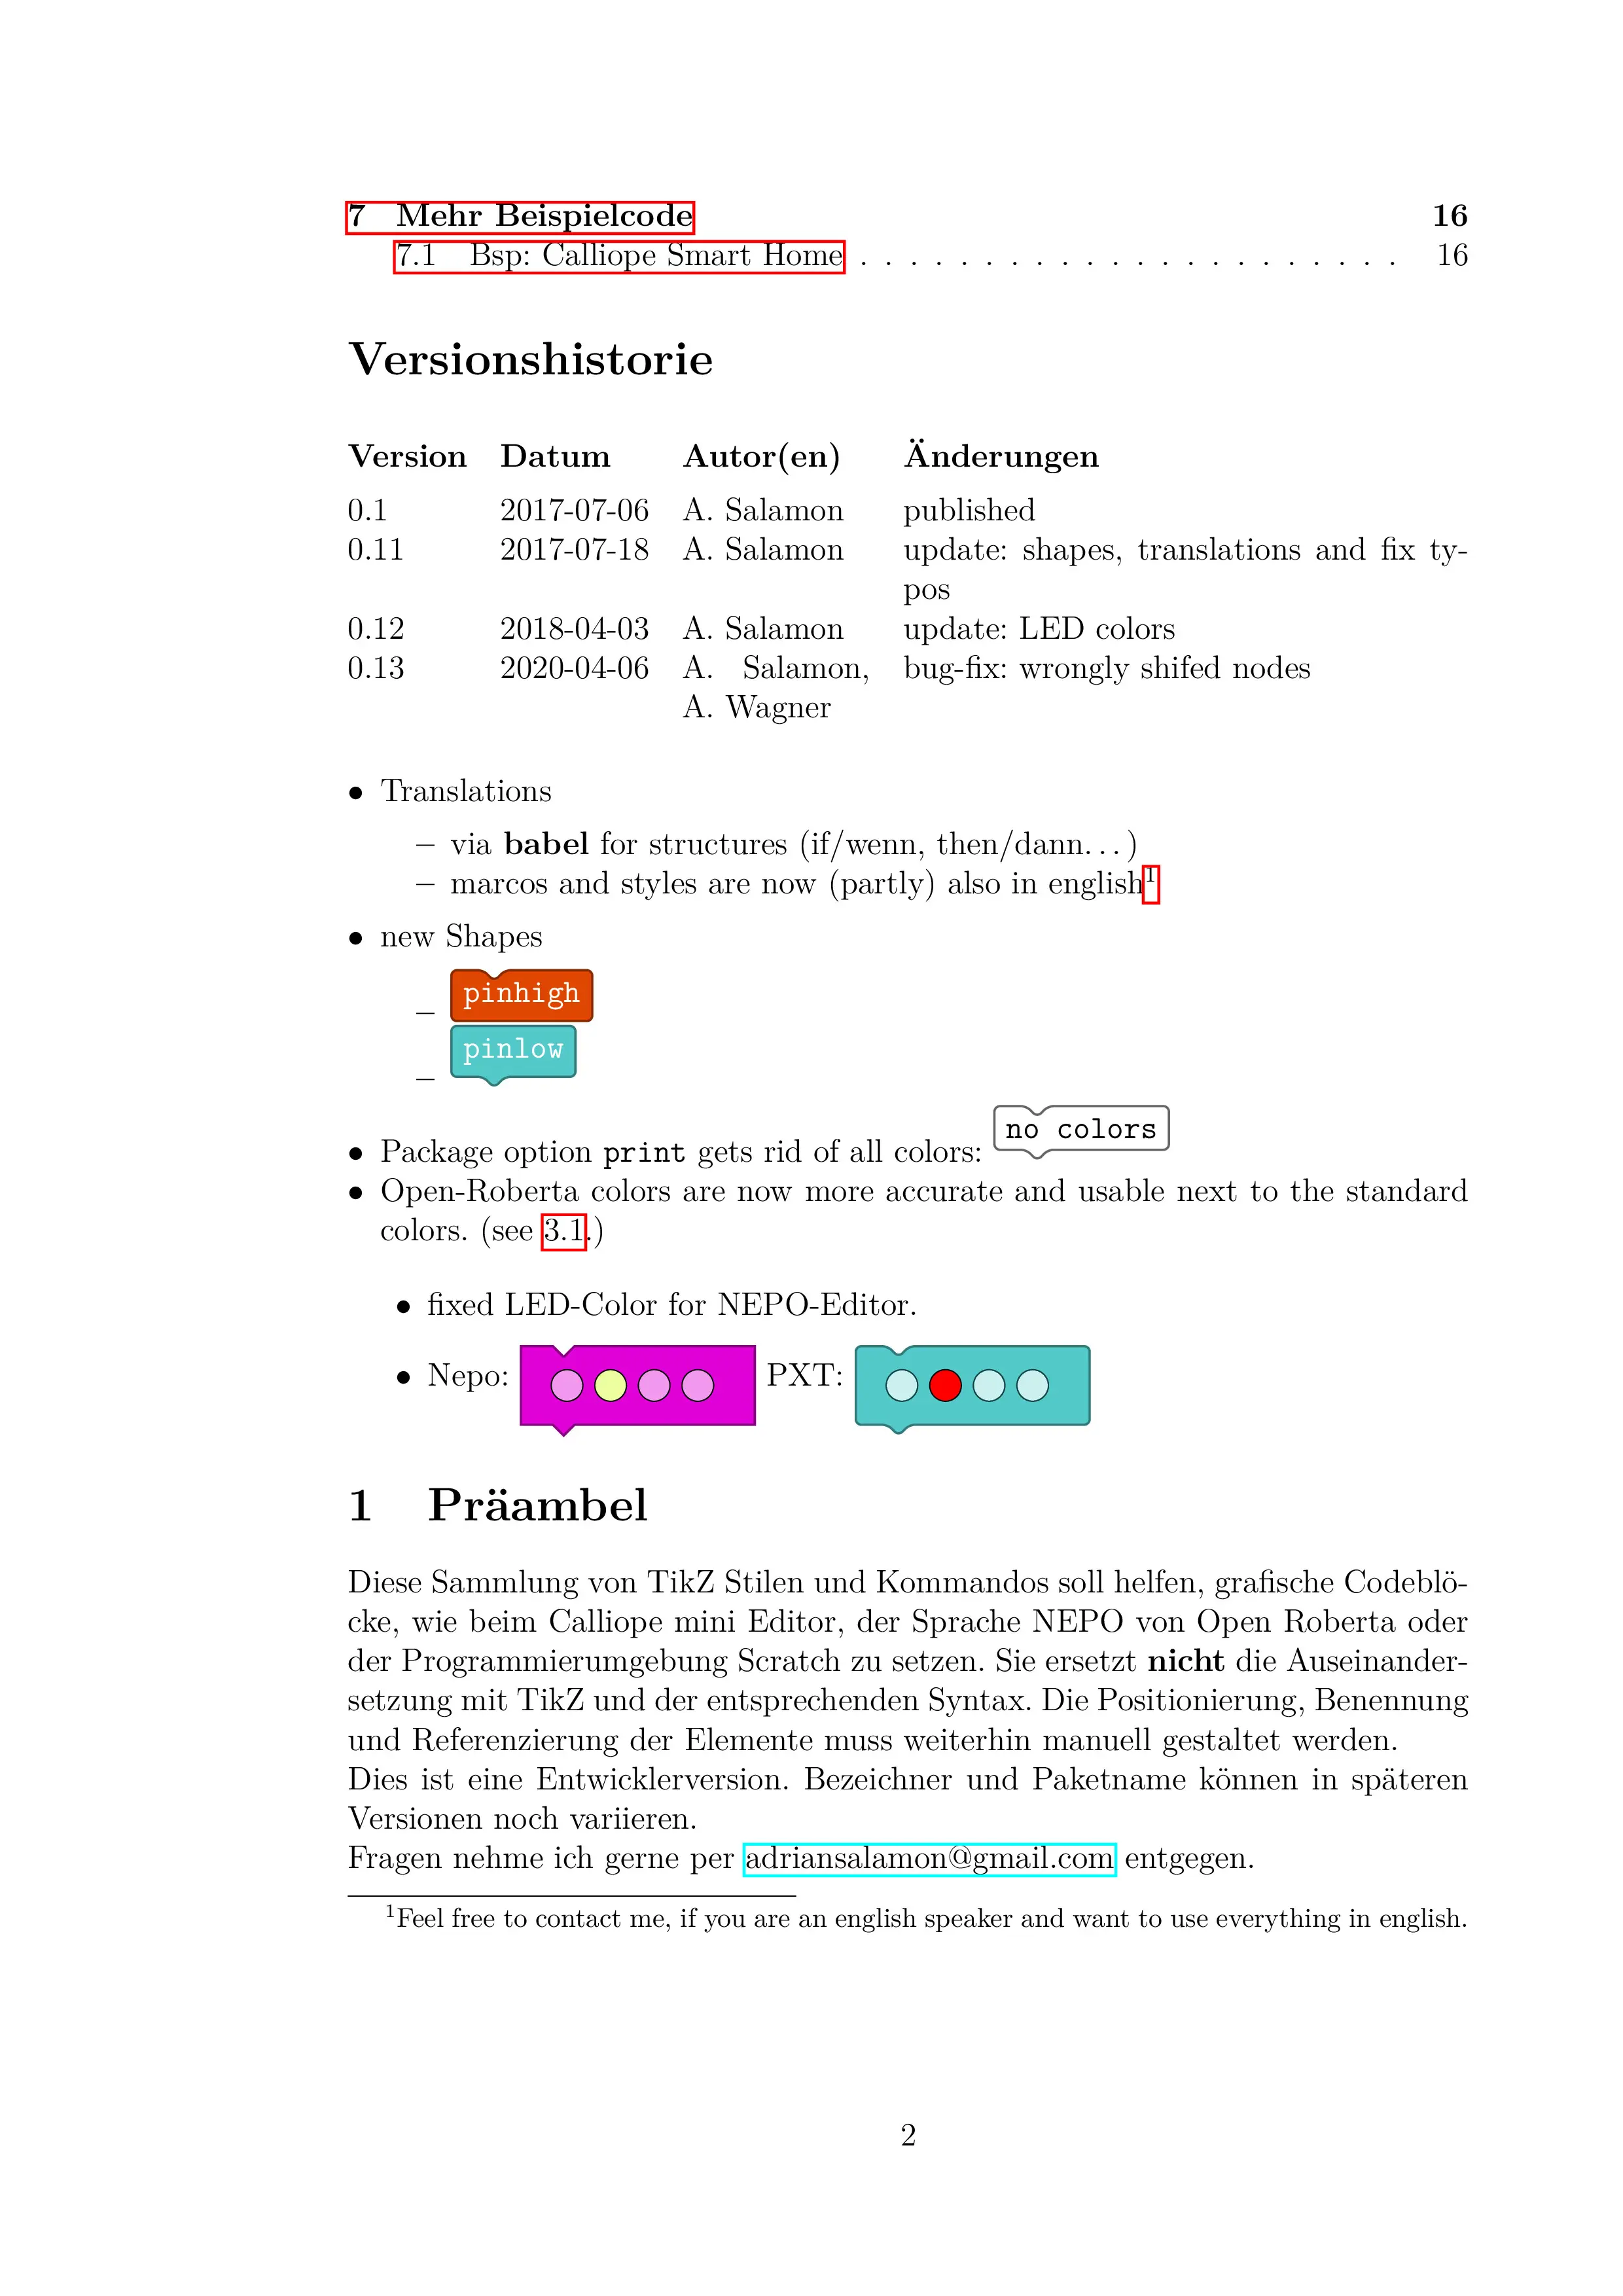 7 Mehr Beispielcode 16
7.1 Bsp: Calliope Smart Home . . . . . . . . . . . . . . . . . . . . . . 16
Versionshistorie
Version Datum Autor(en) Änderungen
0.1 2017-07-06 A. Salamon published
0.11 2017-07-18 A. Salamon update: shapes, translations and fix ty-
pos
0.12 2018-04-03 A. Salamon update: LED colors
0.13 2020-04-06 A. Salamon, bug-fix: wrongly shifed nodes
A. Wagner
• Translations
– via babel for structures (if/wenn, then/dann. . . )
– marcos and styles are now (partly) also in english1
• new Shapes
– pinhigh
– pinlow
• Package option print gets rid of all colors: no colors
• Open-Roberta colors are now more accurate and usable next to the standard
colors. (see 3.1.)
• fixed LED-Color for NEPO-Editor.
• Nepo: PXT:
1 Präambel
Diese Sammlung von TikZ Stilen und Kommandos soll helfen, grafische Codeblö-
cke, wie beim Calliope mini Editor, der Sprache NEPO von Open Roberta oder
der Programmierumgebung Scratch zu setzen. Sie ersetzt nicht die Auseinander-
setzung mit TikZ und der entsprechenden Syntax. Die Positionierung, Benennung
und Referenzierung der Elemente muss weiterhin manuell gestaltet werden.
Dies ist eine Entwicklerversion. Bezeichner und Paketname können in späteren
Versionen noch variieren.
Fragen nehme ich gerne per adriansalamon@gmail.com entgegen.
1Feel free to contact me, if you are an english speaker and want to use everything in english.
2